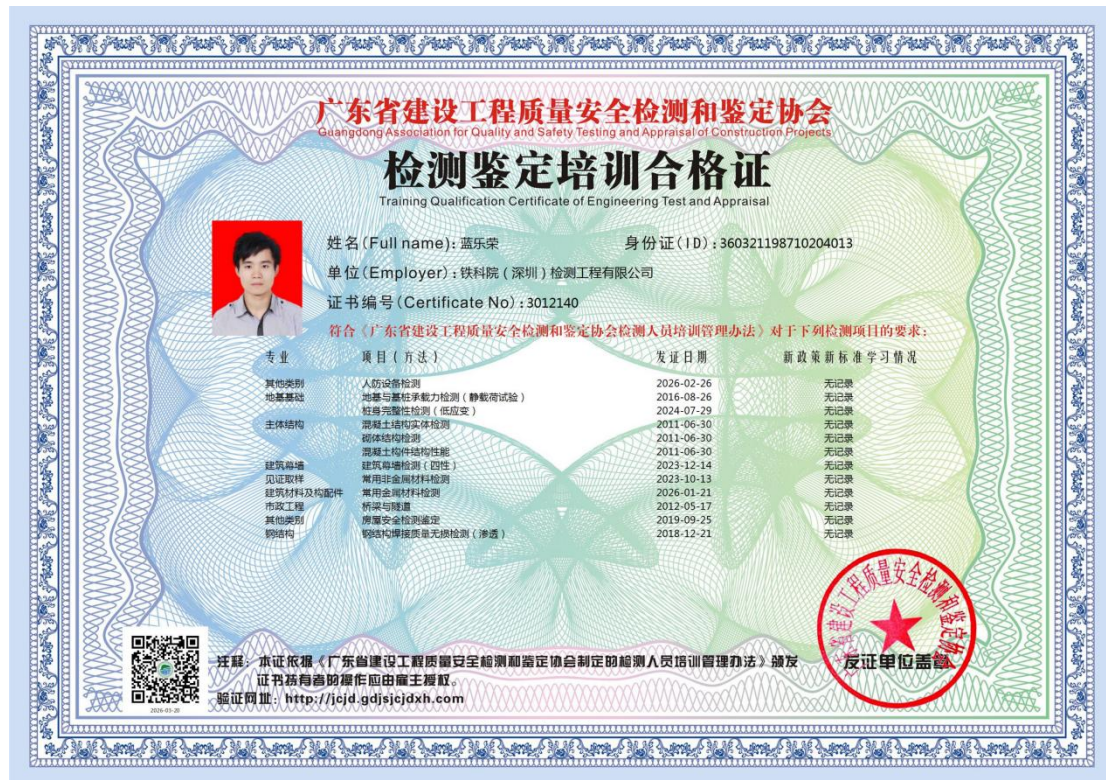 广东省建设工程质量安全检测和鉴定协会
Guangdong Association for Quality and Safety Testing and Appraisal of Construction Projects
检测鉴定培训合格证
Training Qualification Certificate of Engineering Test and Appraisal
姓名(Full name): 蓝乐荣 身份证(ID): 360321198710204013
单位(Employer): 铁科院(深圳)检测工程有限公司
证书编号(Certificate No): 3012140
符合《广东省建设工程质量安全检测和鉴定协会检测人员培训管理办法》对于下列检测项目的要求:
专业 项目(方法) 发证日期 新政策新标准学习情况
其他类别 人防设备检测 2026-02-26 无记录
地基基础 地基与基桩承载力检测(静载荷试验) 2016-08-26 无记录
桩身完整性检测(低应变) 2024-07-29 无记录
主体结构 混凝土结构实体检测 2011-06-30 无记录
砌体结构检测 2011-06-30 无记录
混凝土构件结构性能 2011-06-30 无记录
建筑幕墙 建筑幕墙检测(四性) 2023-12-14 无记录
见证取样 常用非金属材料检测 2023-10-13 无记录
建筑材料及构配件 常用金属材料检测 2026-01-21 无记录
市政工程 桥梁与隧道 2012-05-17 无记录
其他类别 房屋安全检测鉴定 2019-09-25 无记录
钢结构 钢结构焊接质量无损检测(渗透) 2018-12-21 无记录
广东省建设工程质量安全检测和鉴定协会
发证单位盖章
注释: 本证依据《广东省建设工程质量安全检测和鉴定协会制定的检测人员培训管理办法》颁发
证书持有者的操作应由雇主授权。
验证网址: http://jcjd.gdjsjcjdxh.com
2026-03-20